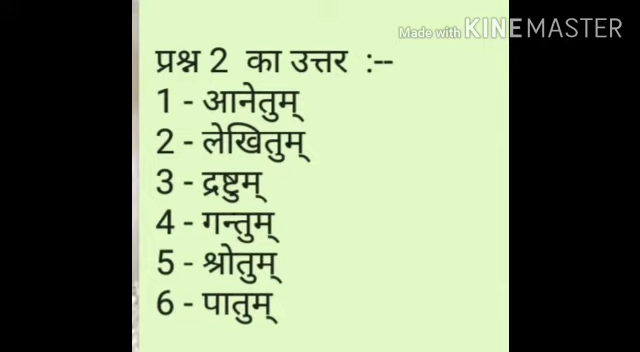 Made with KINEMASTER
प्रश्न 2 का उत्तर :--
1 - आनेतुम्
2 - लेखितुम्
3 - द्रष्टुम्
4 - गन्तुम्
5 - श्रोतुम्
6 - पातुम्